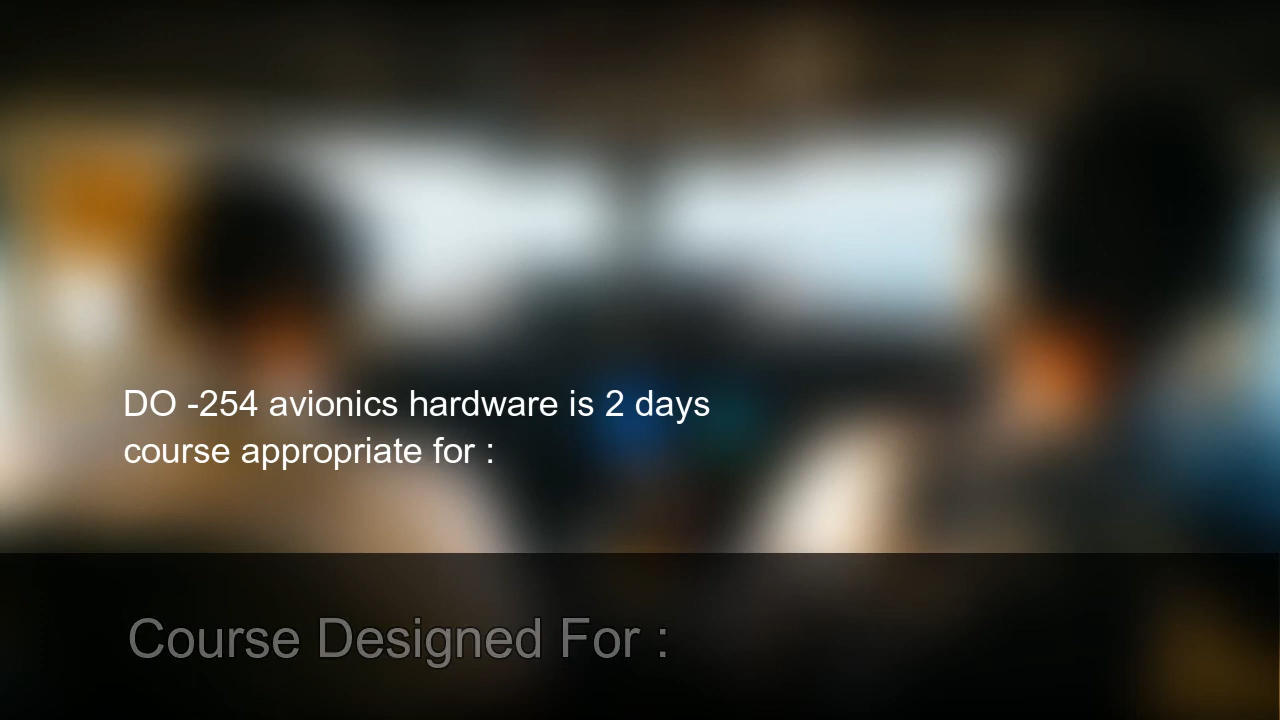 DO -254 avionics hardware is 2 days
course appropriate for :
Course Designed For :